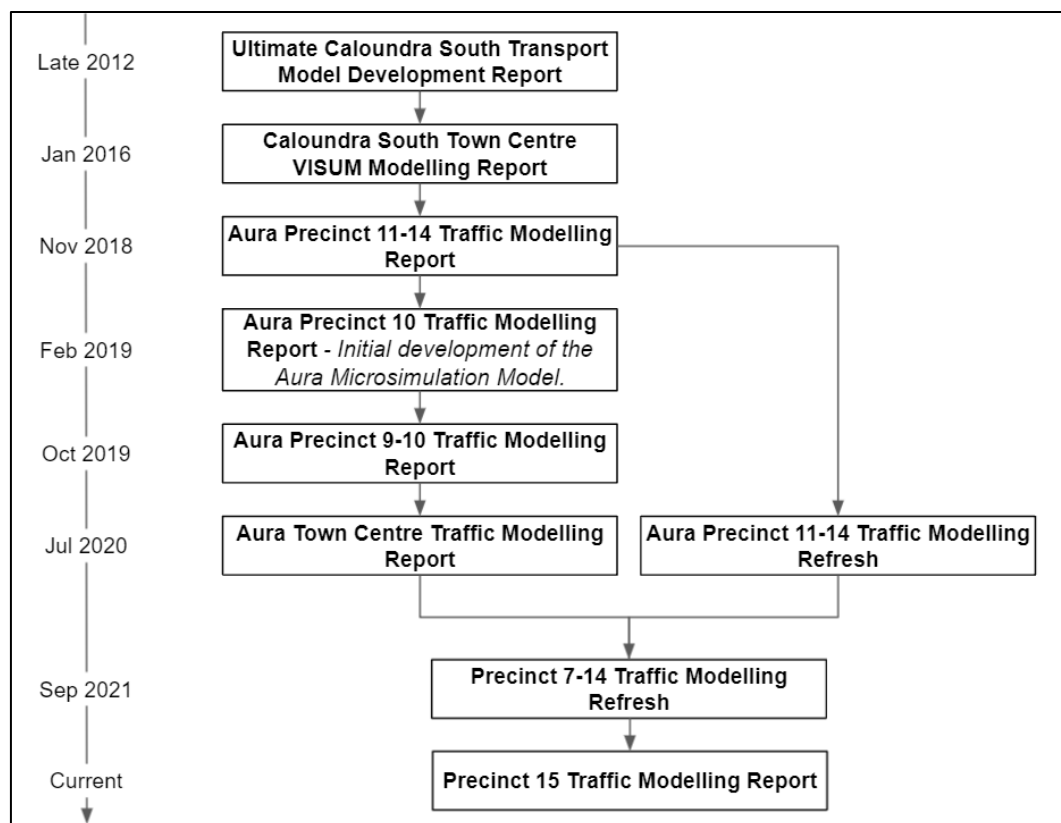 Late 2012
Ultimate Caloundra South Transport
Model Development Report
Jan 2016
Caloundra South Town Centre
VISUM Modelling Report
Nov 2018
Aura Precinct 11-14 Traffic Modelling
Report
Feb 2019
Aura Precinct 10 Traffic Modelling
Report - Initial development of the
Aura Microsimulation Model.
Oct 2019
Aura Precinct 9-10 Traffic Modelling
Report
Jul 2020
Aura Town Centre Traffic Modelling
Report
Aura Precinct 11-14 Traffic Modelling
Refresh
Sep 2021
Precinct 7-14 Traffic Modelling
Refresh
Current
Precinct 15 Traffic Modelling Report